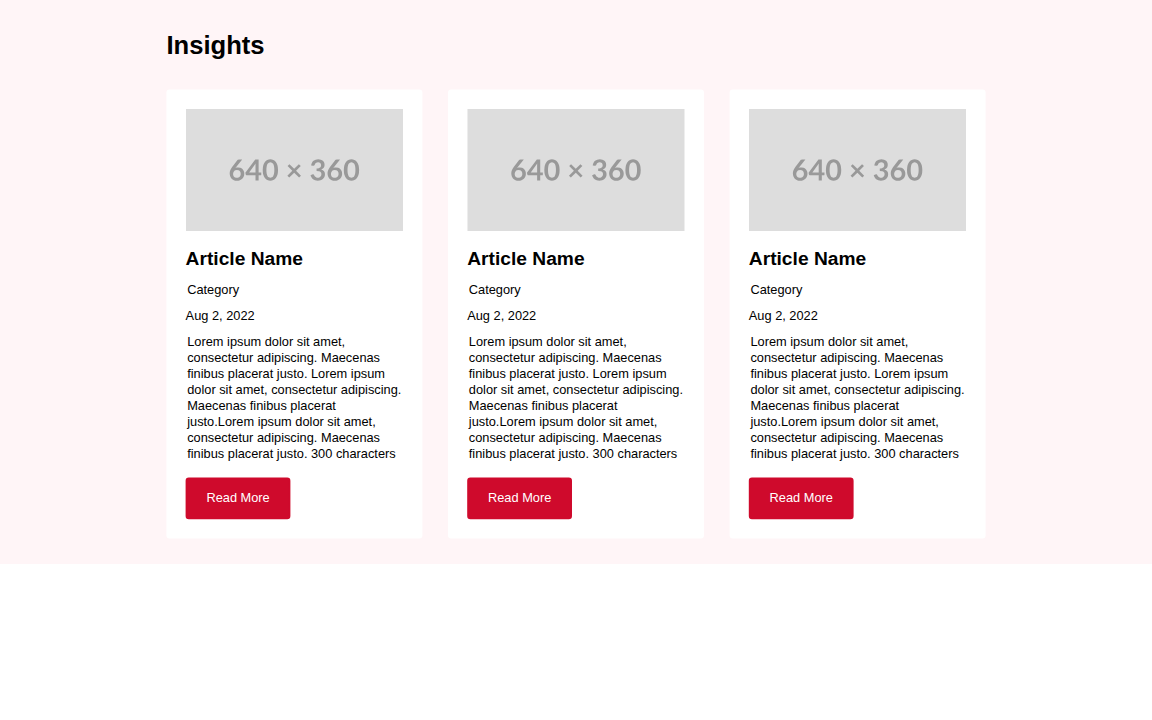 Insights
640 × 360
Article Name
Category
Aug 2, 2022
Lorem ipsum dolor sit amet,
consectetur adipiscing. Maecenas
finibus placerat justo. Lorem ipsum
dolor sit amet, consectetur adipiscing.
Maecenas finibus placerat
justo.Lorem ipsum dolor sit amet,
consectetur adipiscing. Maecenas
finibus placerat justo. 300 characters
Read More
640 × 360
Article Name
Category
Aug 2, 2022
Lorem ipsum dolor sit amet,
consectetur adipiscing. Maecenas
finibus placerat justo. Lorem ipsum
dolor sit amet, consectetur adipiscing.
Maecenas finibus placerat
justo.Lorem ipsum dolor sit amet,
consectetur adipiscing. Maecenas
finibus placerat justo. 300 characters
Read More
640 × 360
Article Name
Category
Aug 2, 2022
Lorem ipsum dolor sit amet,
consectetur adipiscing. Maecenas
finibus placerat justo. Lorem ipsum
dolor sit amet, consectetur adipiscing.
Maecenas finibus placerat
justo.Lorem ipsum dolor sit amet,
consectetur adipiscing. Maecenas
finibus placerat justo. 300 characters
Read More